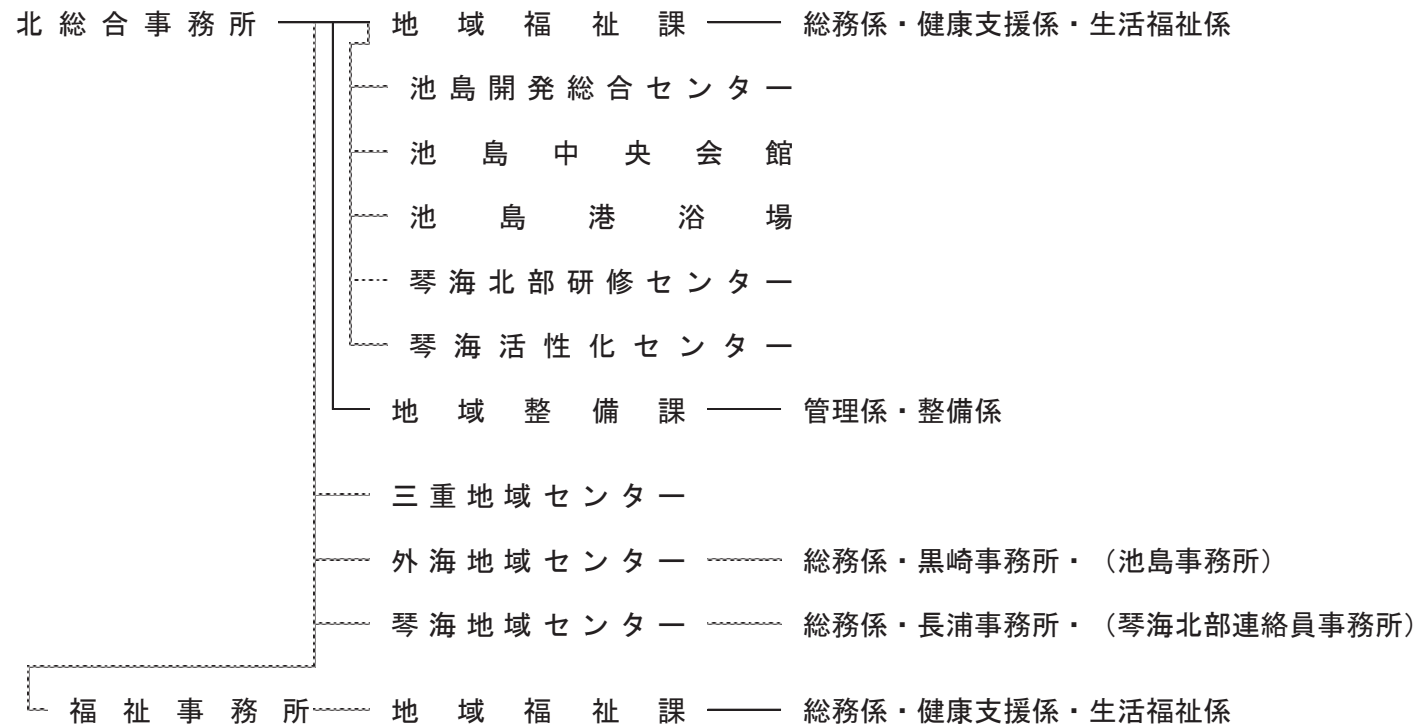 北総合事務所 地域福祉課 総務係・健康支援係・生活福祉係
池島開発総合センター
池島中央会館
池島港浴場
琴海北部研修センター
琴海活性化センター
地域整備課 管理係・整備係
三重地域センター
外海地域センター 総務係・黒崎事務所・（池島事務所）
琴海地域センター 総務係・長浦事務所・（琴海北部連絡員事務所）
福祉事務所 地域福祉課 総務係・健康支援係・生活福祉係